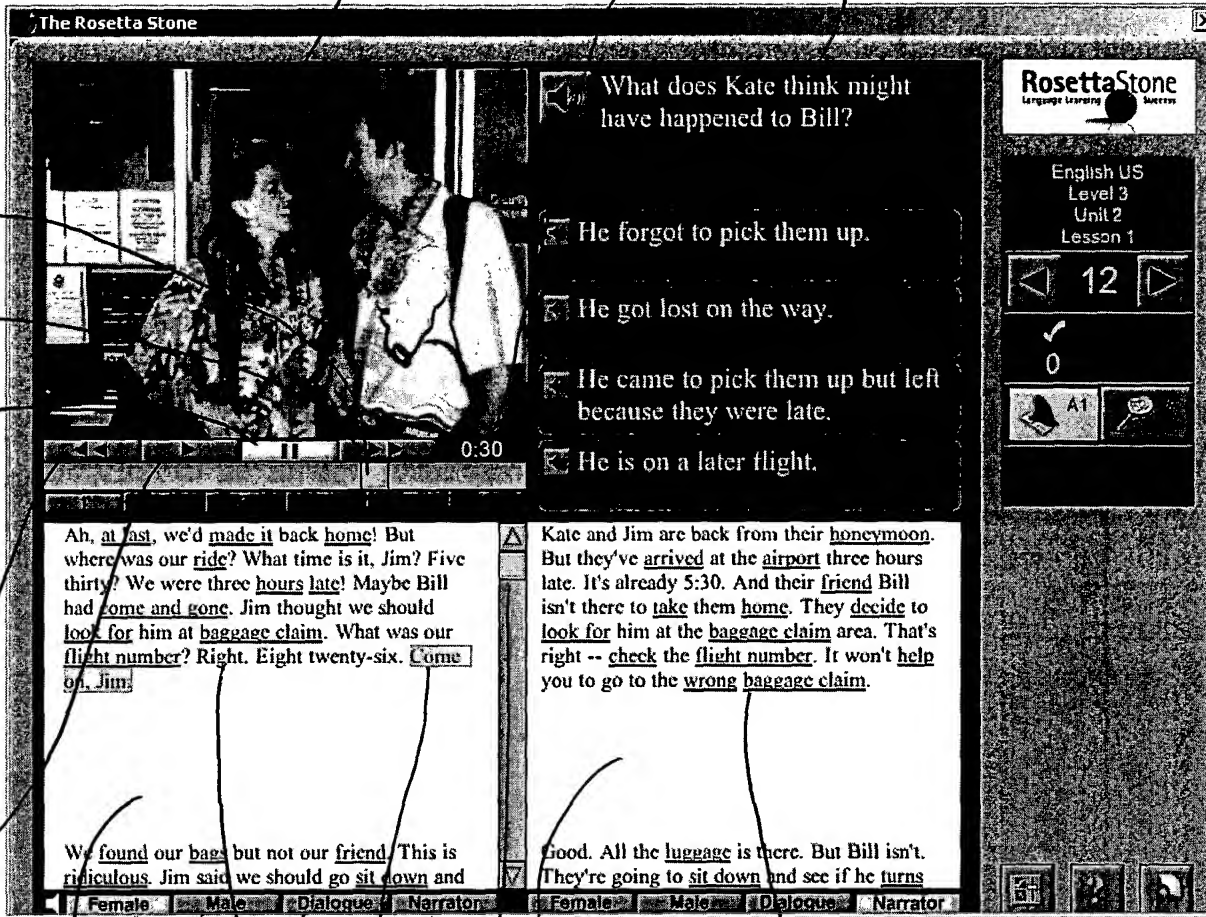 The Rosetta Stone
What does Kate think might
have happened to Bill?
He forgot to pick them up.
He got lost on the way.
He came to pick them up but left
because they were late.
He is on a later flight.
0:30
RosettaStone
Language Learning Success
English US
Level 3
Unit 2
Lesson 1
12
0
A1
Ah, at last, we'd made it back home! But
where was our ride? What time is it, Jim? Five
thirty? We were three hours late! Maybe Bill
had come and gone. Jim thought we should
look for him at baggage claim. What was our
flight number? Right. Eight twenty-six. Come
on, Jim.
We found our bags but not our friend. This is
ridiculous. Jim said we should go sit down and
Kate and Jim are back from their honeymoon.
But they've arrived at the airport three hours
late. It's already 5:30. And their friend Bill
isn't there to take them home. They decide to
look for him at the baggage claim area. That's
right -- check the flight number. It won't help
you to go to the wrong baggage claim.
Good. All the luggage is there. But Bill isn't.
They're going to sit down and see if he turns
Female Male Dialogue Narrator
Female Male Dialogue Narrator